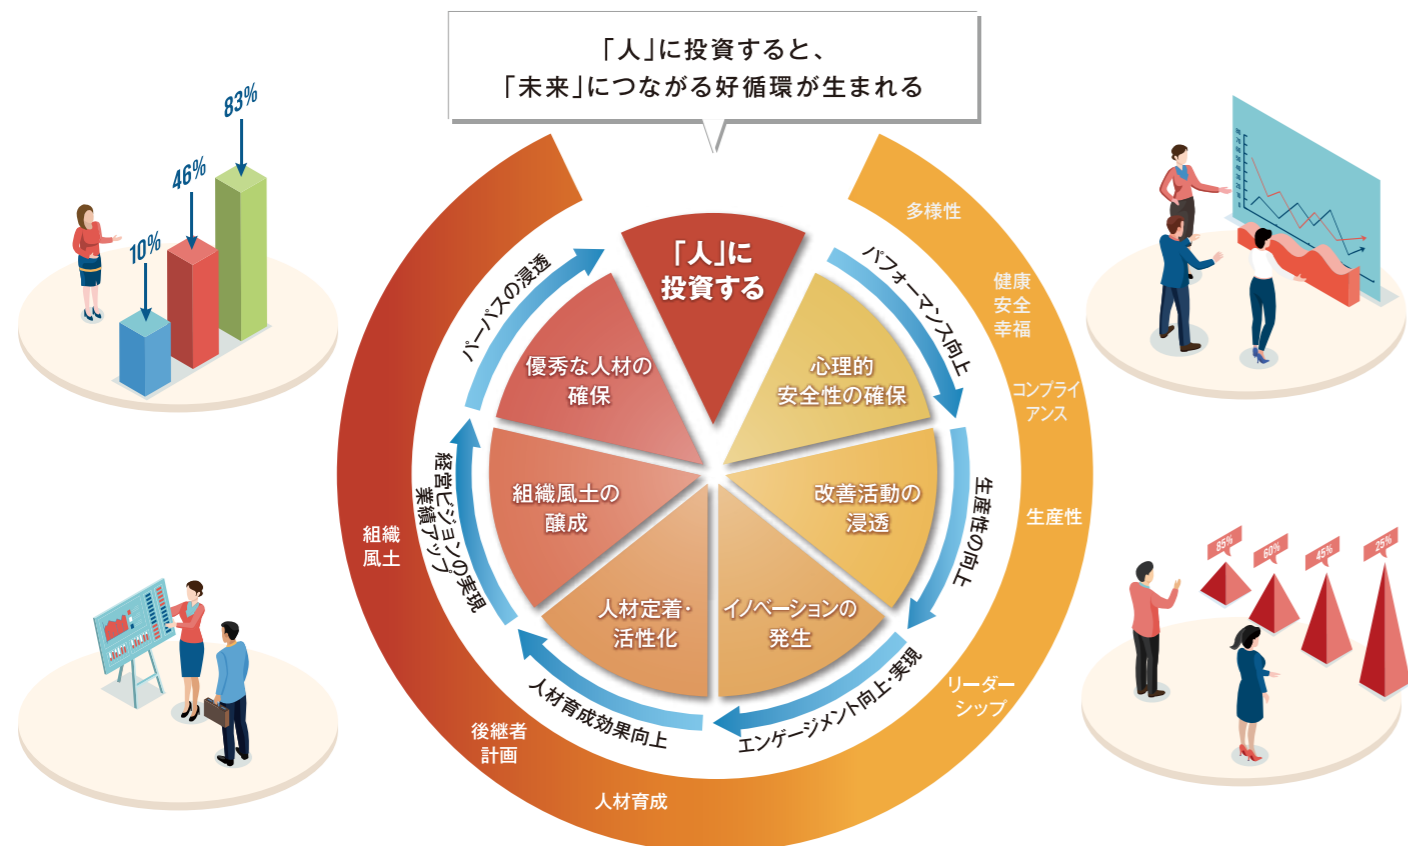 「人」に投資すると、
「未来」につながる好循環が生まれる
83%
46%
10%
「人」に
投資する
心理的
安全性の確保
改善活動の
浸透
イノベーションの
発生
人材定着・
活性化
組織風土の
醸成
優秀な人材の
確保
パフォーマンス向上
生産性の向上
エンゲージメント向上・実現
人材育成効果向上
経営ビジョンの実現
業績アップ
パーパスの浸透
多様性
健康
安全
幸福
コンプライ
アンス
生産性
リーダー
シップ
人材育成
後継者
計画
組織
風土
85%
60%
45%
25%